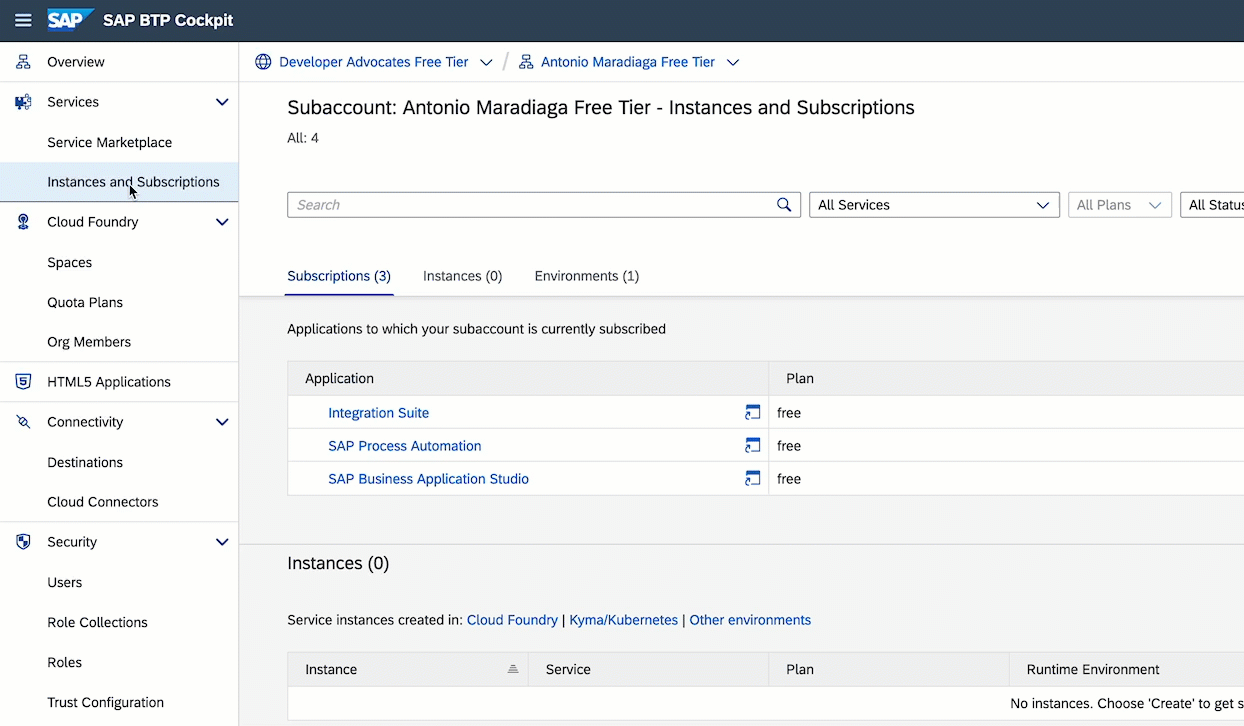 SAP SAP BTP Cockpit
Overview
Services
Service Marketplace
Instances and Subscriptions
Cloud Foundry
Spaces
Quota Plans
Org Members
HTML5 Applications
Connectivity
Destinations
Cloud Connectors
Security
Users
Role Collections
Roles
Trust Configuration
Developer Advocates Free Tier / Antonio Maradiaga Free Tier
Subaccount: Antonio Maradiaga Free Tier - Instances and Subscriptions
All: 4
Search All Services All Plans All Status
Subscriptions (3) Instances (0) Environments (1)
Applications to which your subaccount is currently subscribed
Application Plan
Integration Suite free
SAP Process Automation free
SAP Business Application Studio free
Instances (0)
Service instances created in: Cloud Foundry | Kyma/Kubernetes | Other environments
Instance Service Plan Runtime Environment
No instances. Choose 'Create' to get s